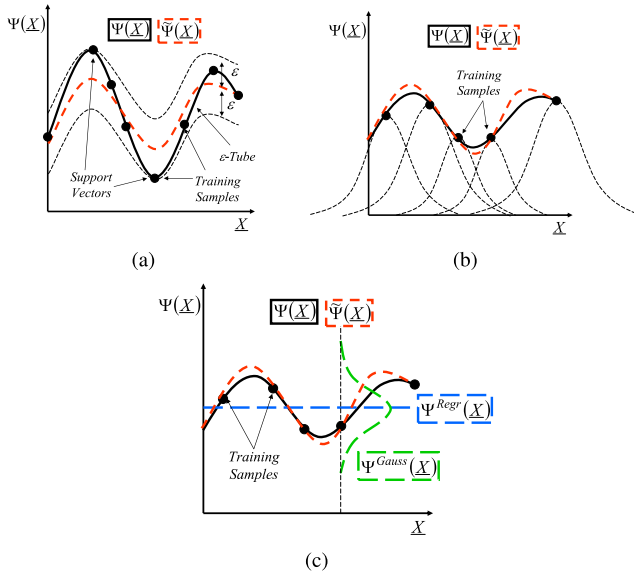 Ψ(X) Ψ(X) Ψ̃(X)
ε
ε
ε-Tube
Support
Vectors
Training
Samples
X
(a)
Ψ(X) Ψ(X) Ψ̃(X)
Training
Samples
X
(b)
Ψ(X) Ψ(X) Ψ̃(X)
Ψ^Regr(X)
Training
Samples
Ψ^Gauss(X)
X
(c)